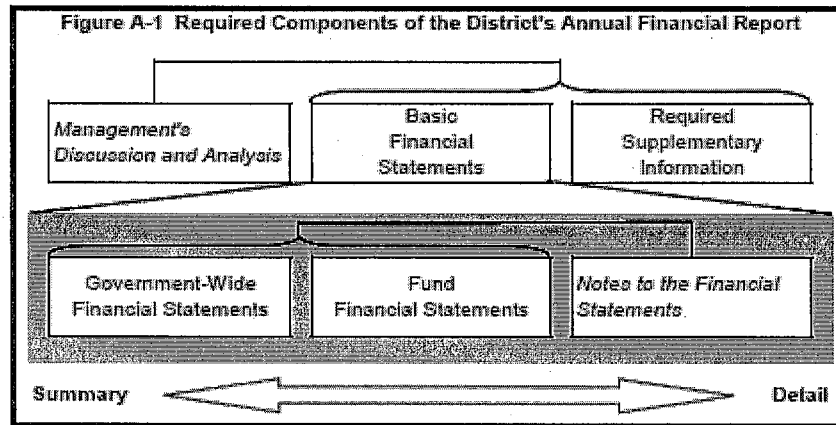 Figure A-1 Required Components of the District's Annual Financial Report
Management's
Discussion and Analysis
Basic
Financial
Statements
Required
Supplementary
Information
Government-Wide
Financial Statements
Fund
Financial Statements
Notes to the Financial
Statements
Summary
Detail